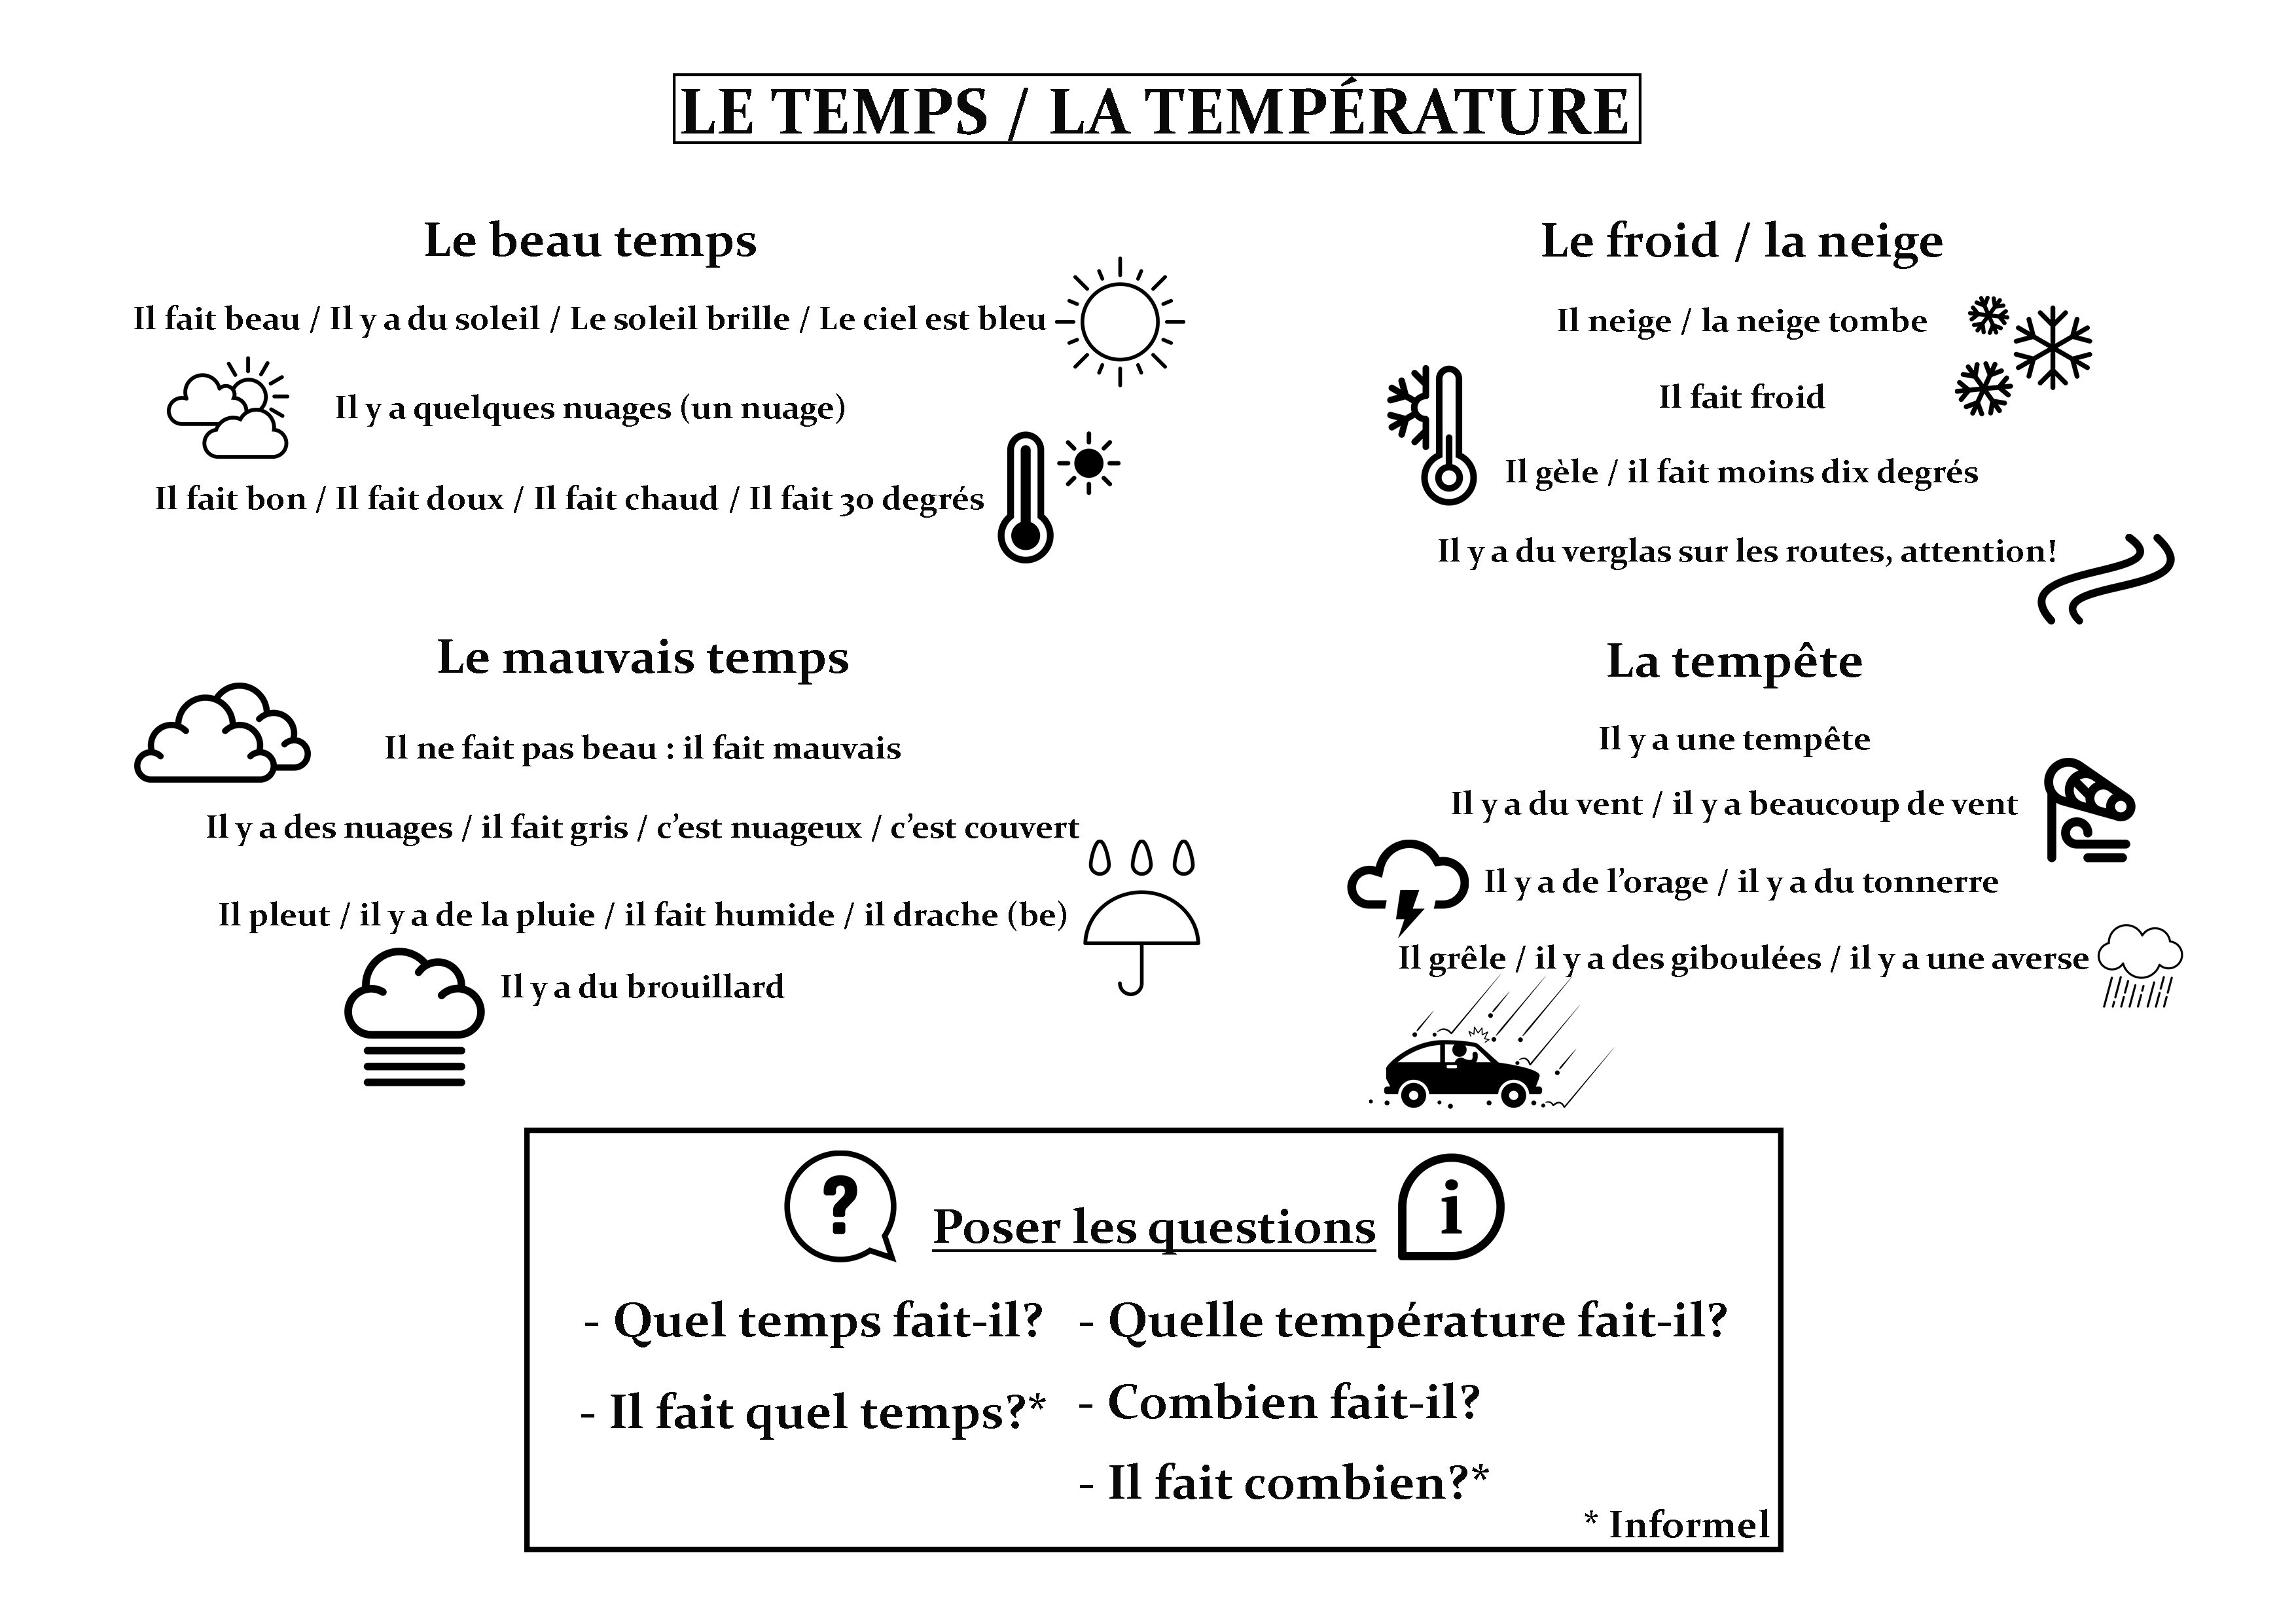 LE TEMPS / LA TEMPÉRATURE
Le beau temps
Il fait beau / Il y a du soleil / Le soleil brille / Le ciel est bleu
Il y a quelques nuages (un nuage)
Il fait bon / Il fait doux / Il fait chaud / Il fait 30 degrés
Le froid / la neige
Il neige / la neige tombe
Il fait froid
Il gèle / il fait moins dix degrés
Il y a du verglas sur les routes, attention!
Le mauvais temps
Il ne fait pas beau : il fait mauvais
Il y a des nuages / il fait gris / c’est nuageux / c’est couvert
Il pleut / il y a de la pluie / il fait humide / il drache (be)
Il y a du brouillard
La tempête
Il y a une tempête
Il y a du vent / il y a beaucoup de vent
Il y a de l’orage / il y a du tonnerre
Il grêle / il y a des giboulées / il y a une averse
?
Poser les questions
i
- Quel temps fait-il?
- Il fait quel temps?*
- Quelle température fait-il?
- Combien fait-il?
- Il fait combien?*
* Informel